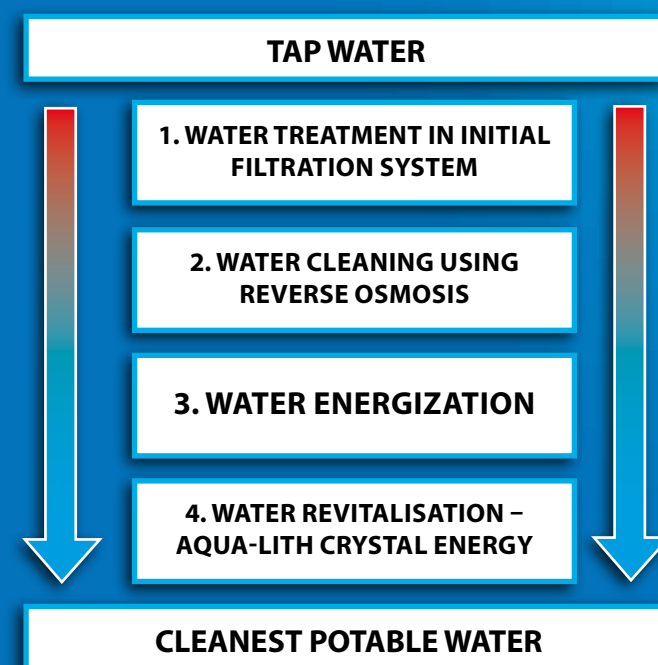 TAP WATER
1. WATER TREATMENT IN INITIAL
FILTRATION SYSTEM
2. WATER CLEANING USING
REVERSE OSMOSIS
3. WATER ENERGIZATION
4. WATER REVITALISATION –
AQUA-LITH CRYSTAL ENERGY
CLEANEST POTABLE WATER